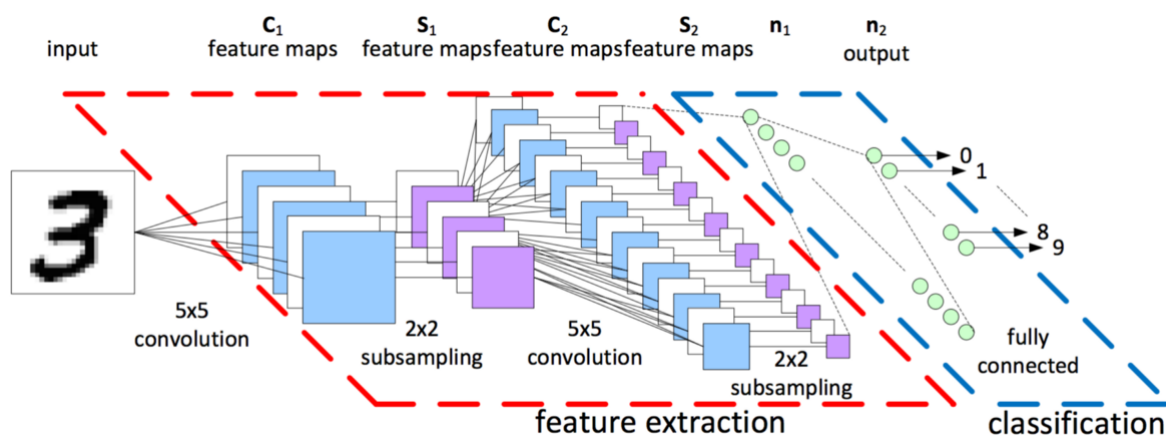 input
C1
feature maps
S1
feature maps
C2
feature maps
S2
feature maps
n1
n2
output
3
0
1
8
9
5x5
convolution
2x2
subsampling
5x5
convolution
2x2
subsampling
fully
connected
feature extraction
classification